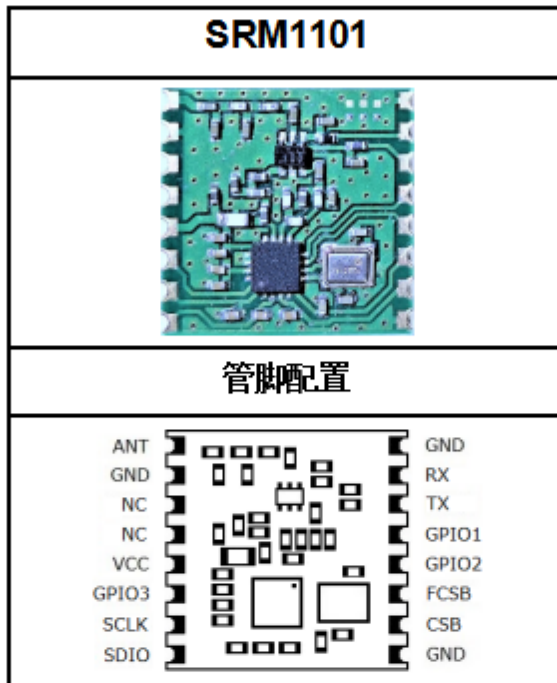 SRM1101
管脚配置
ANT GND
GND RX
NC TX
NC GPIO1
VCC GPIO2
GPIO3 FCSB
SCLK CSB
SDIO GND